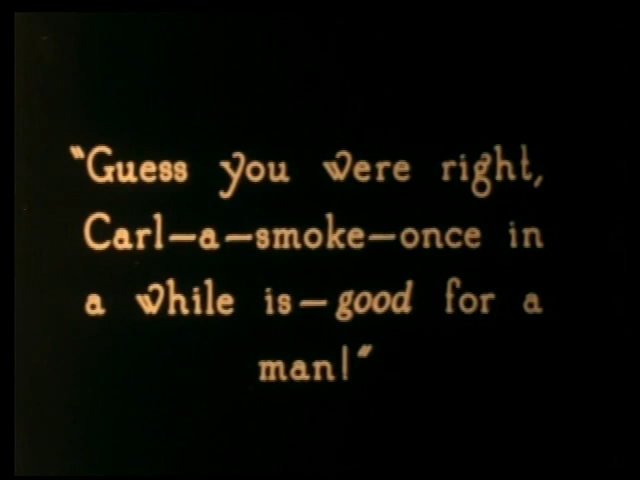 "Guess you were right,
Carl—a—smoke—once in
a while is—good for a
man!"